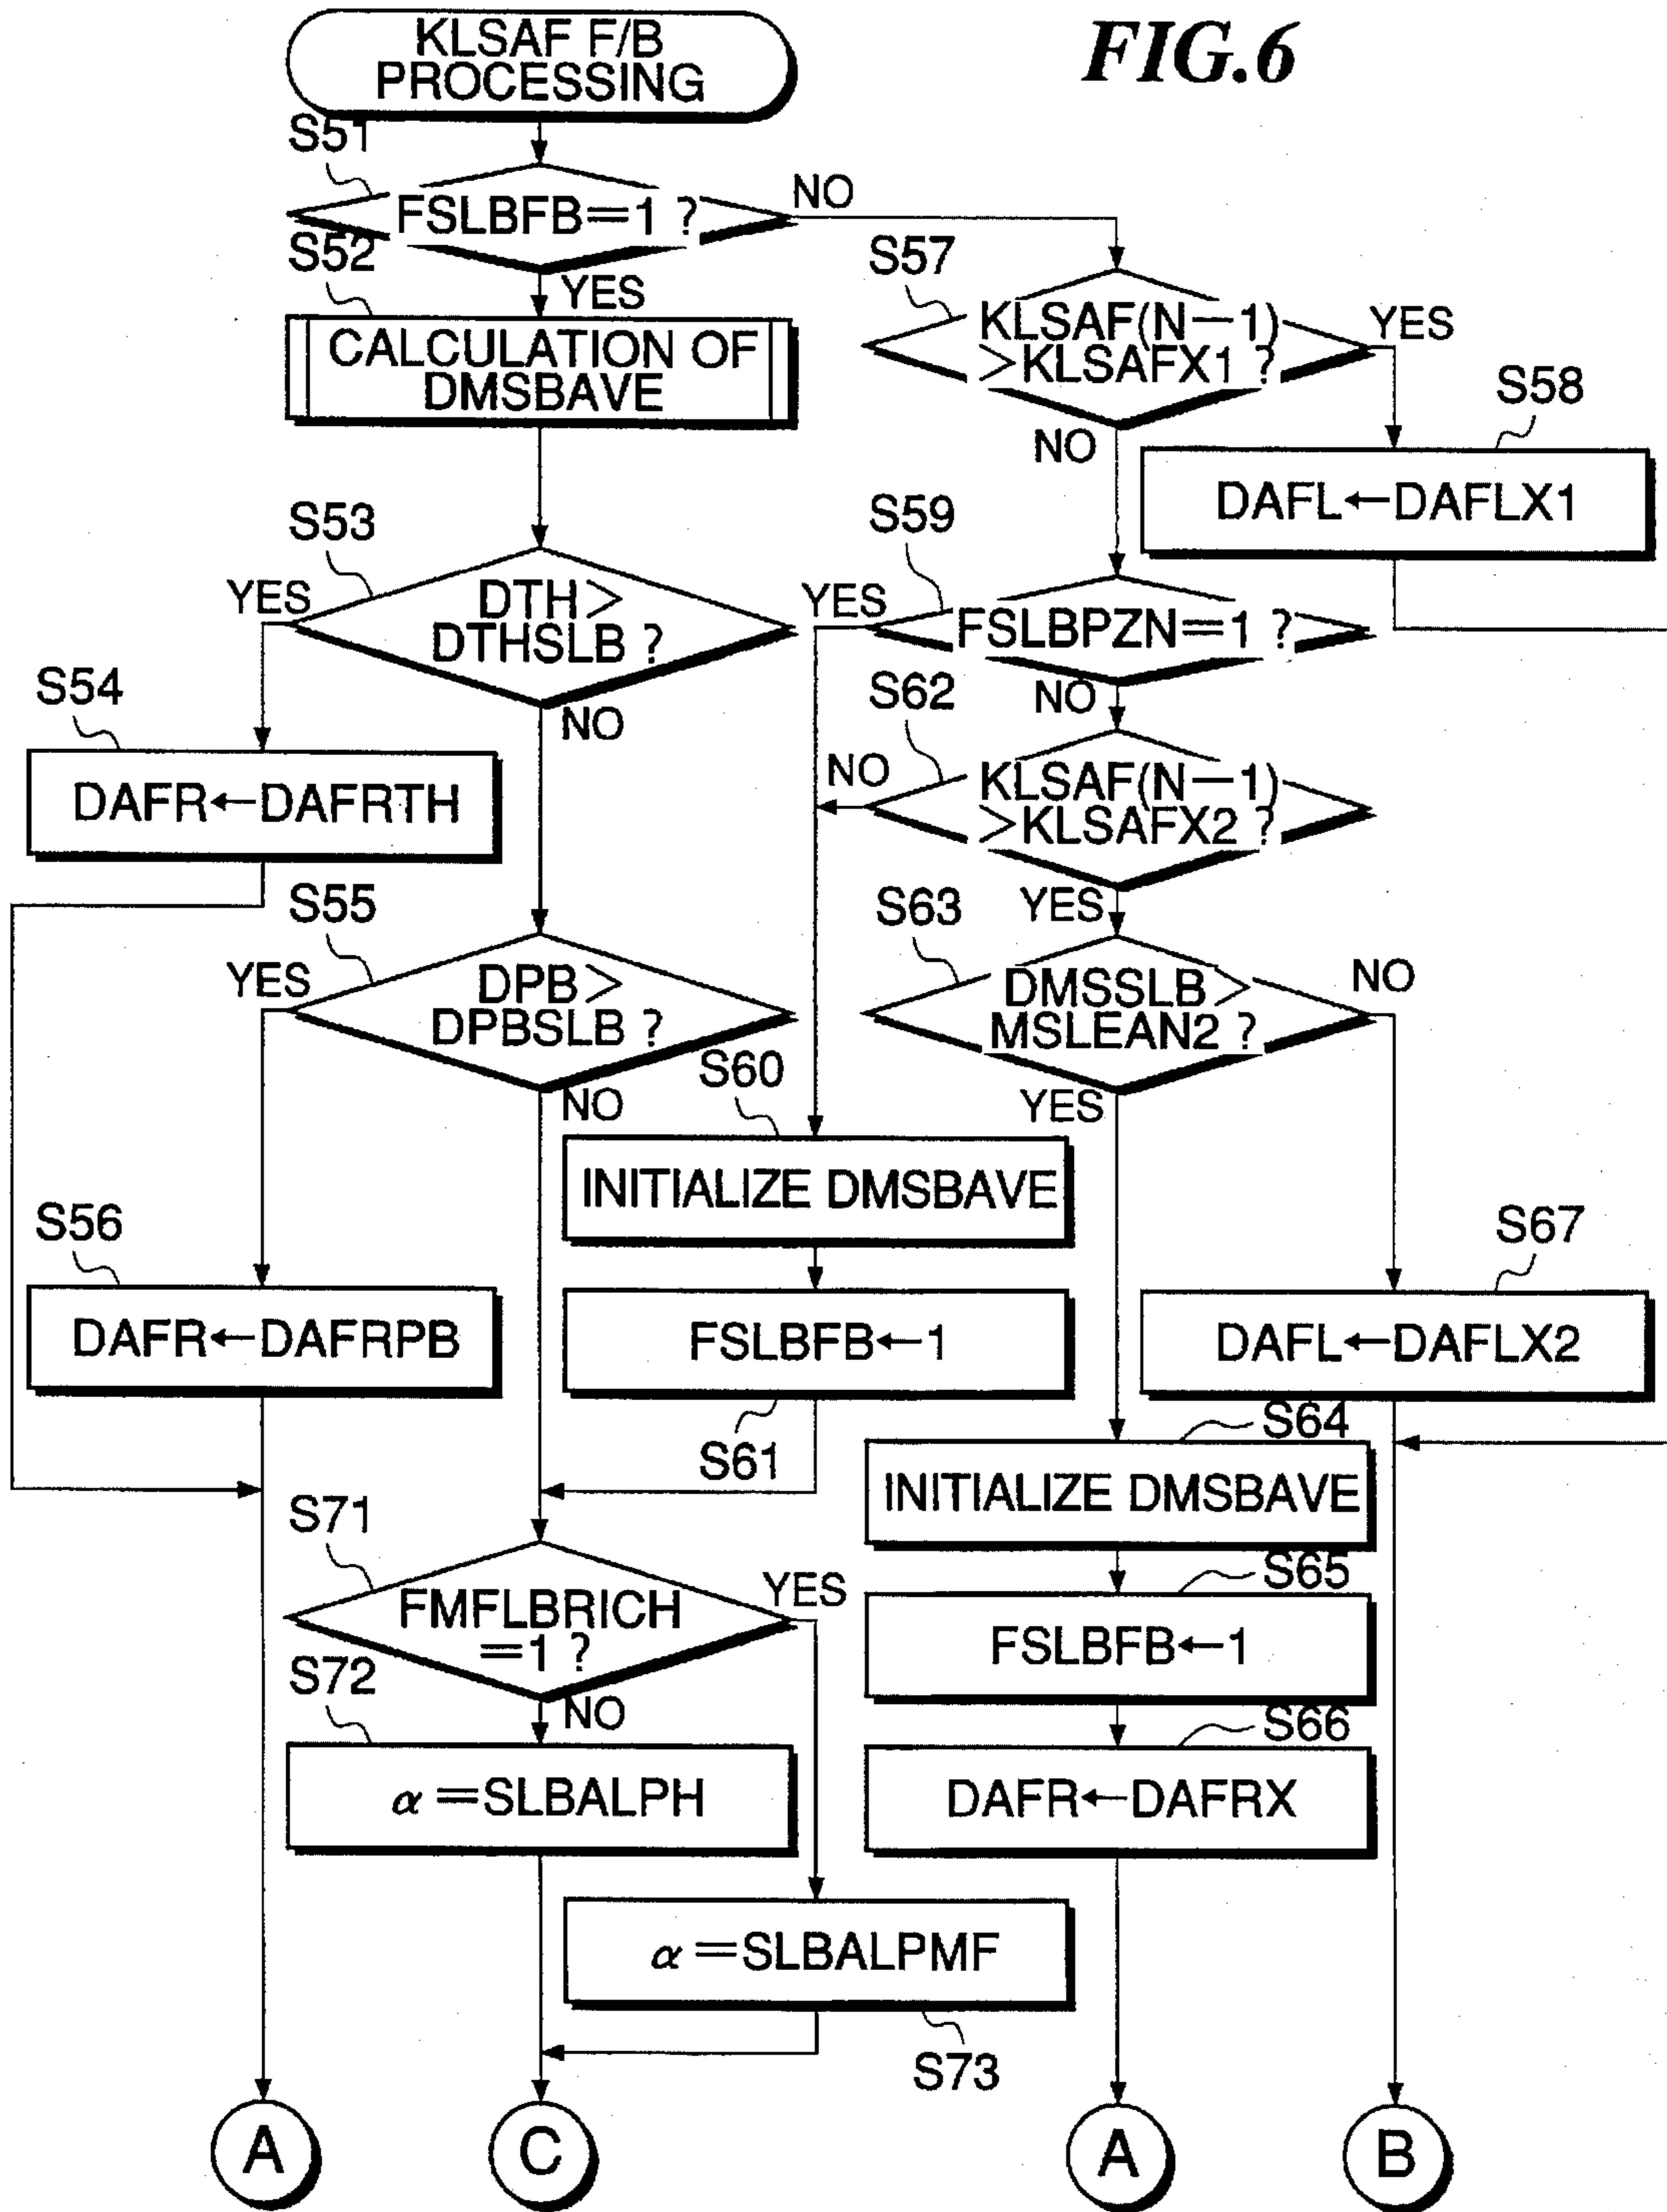 FIG.6
KLSAF F/B
PROCESSING
S51
FSLBFB=1 ?
NO
YES
S52
CALCULATION OF
DMSBAVE
S53
DTH>
DTHSLB ?
YES
NO
S54
DAFR←DAFRTH
S55
DPB>
DPBSLB ?
YES
NO
S56
DAFR←DAFRPB
S57
KLSAF(N-1)
>KLSAFX1 ?
YES
NO
S58
DAFL←DAFLX1
S59
FSLBPZN=1 ?
YES
NO
S60
INITIALIZE DMSBAVE
FSLBFB←1
S61
S62
KLSAF(N-1)
>KLSAFX2 ?
NO
YES
S63
DMSSLB>
MSLEAN2 ?
NO
YES
S64
INITIALIZE DMSBAVE
S65
FSLBFB←1
S66
DAFR←DAFRX
S67
DAFL←DAFLX2
S71
FMFLBRICH
=1 ?
YES
NO
S72
α=SLBALPH
α=SLBALPMF
S73
A
C
A
B